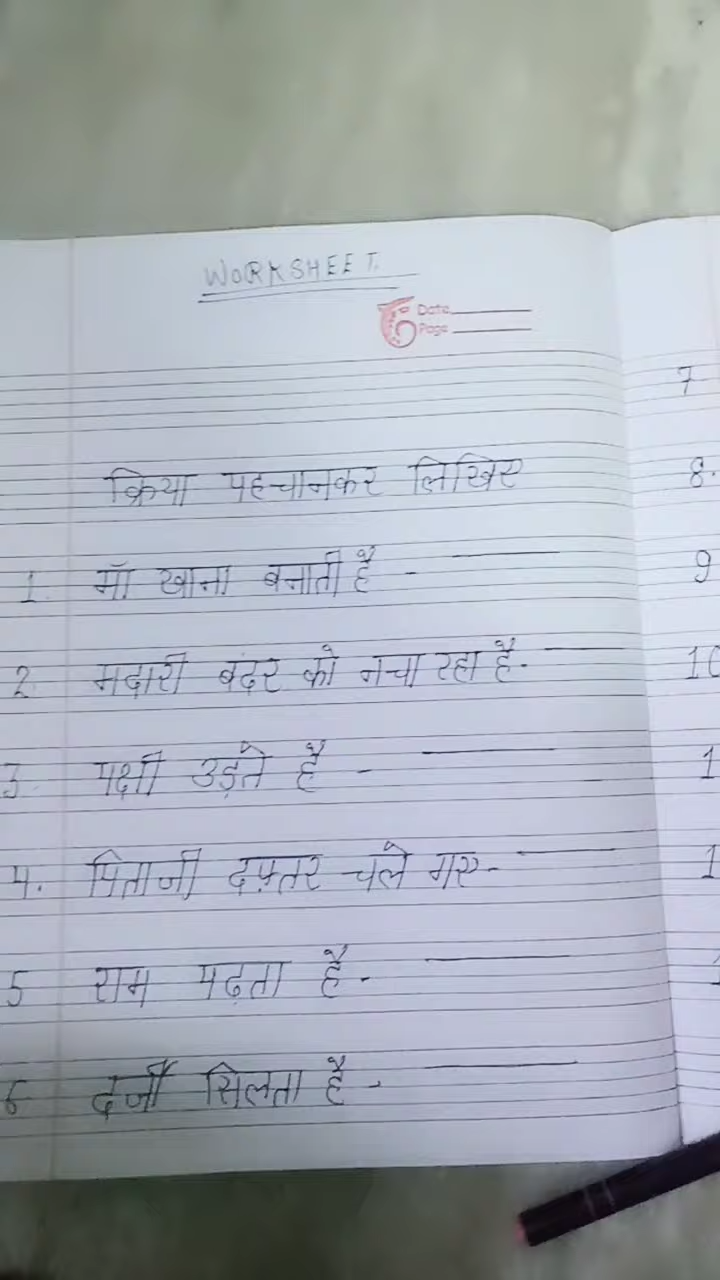 WORKSHEET.
Date
Page
क्रिया पहचानकर लिखिए
1. माँ खाना बनाती है -
2. मदारी बंदर को नचा रहा है-
3. पक्षी उड़ते है -
4. पिताजी दफ़्तर चले गए-
5 राम पढ़ता है-
6 दर्जी सिलता है -
7
8.
9